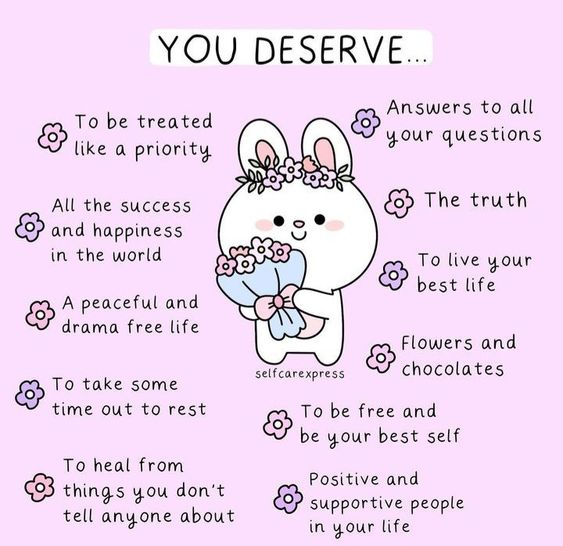 YOU DESERVE...
To be treated
like a priority
All the success
and happiness
in the world
A peaceful and
drama free life
To take some
time out to rest
To heal from
things you don't
tell anyone about
selfcarexpress
Answers to all
your questions
The truth
To live your
best life
Flowers and
chocolates
To be free and
be your best self
Positive and
supportive people
in your life